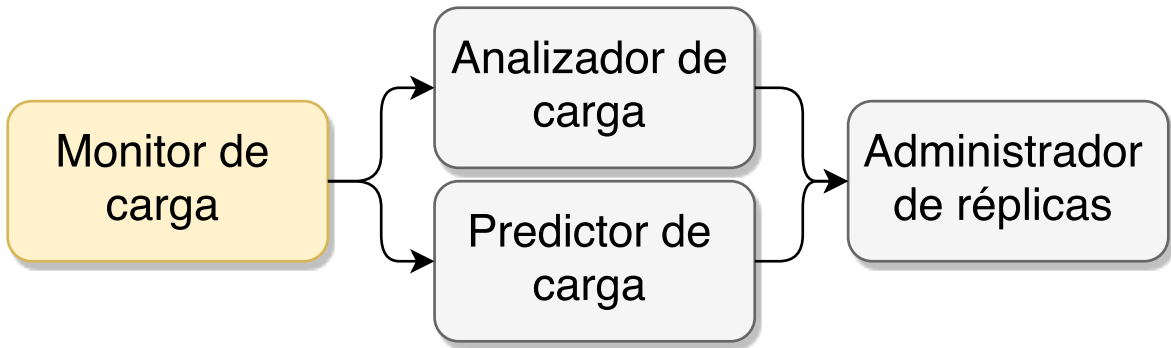 Monitor de
carga
Analizador de
carga
Predictor de
carga
Administrador
de réplicas